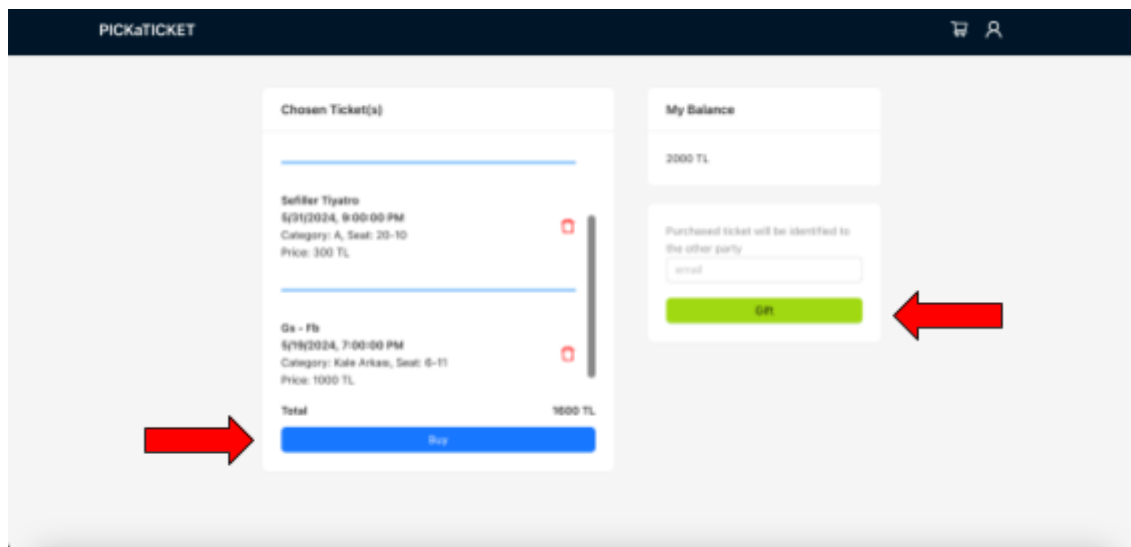 PICKaTICKET
Chosen Ticket(s)
Sefiller Tiyatro
5/31/2024, 9:00:00 PM
Category: A, Seat: 20-10
Price: 300 TL
Gs - Fb
5/19/2024, 7:00:00 PM
Category: Kale Arkası, Seat: 6-11
Price: 1000 TL
Total 1600 TL
Buy
My Balance
2000 TL
Purchased ticket will be identified to
the other party
email
Gift